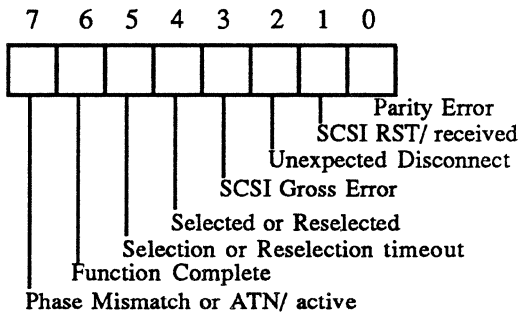 7 6 5 4 3 2 1 0
Parity Error
SCSI RST/ received
Unexpected Disconnect
SCSI Gross Error
Selected or Reselected
Selection or Reselection timeout
Function Complete
Phase Mismatch or ATN/ active